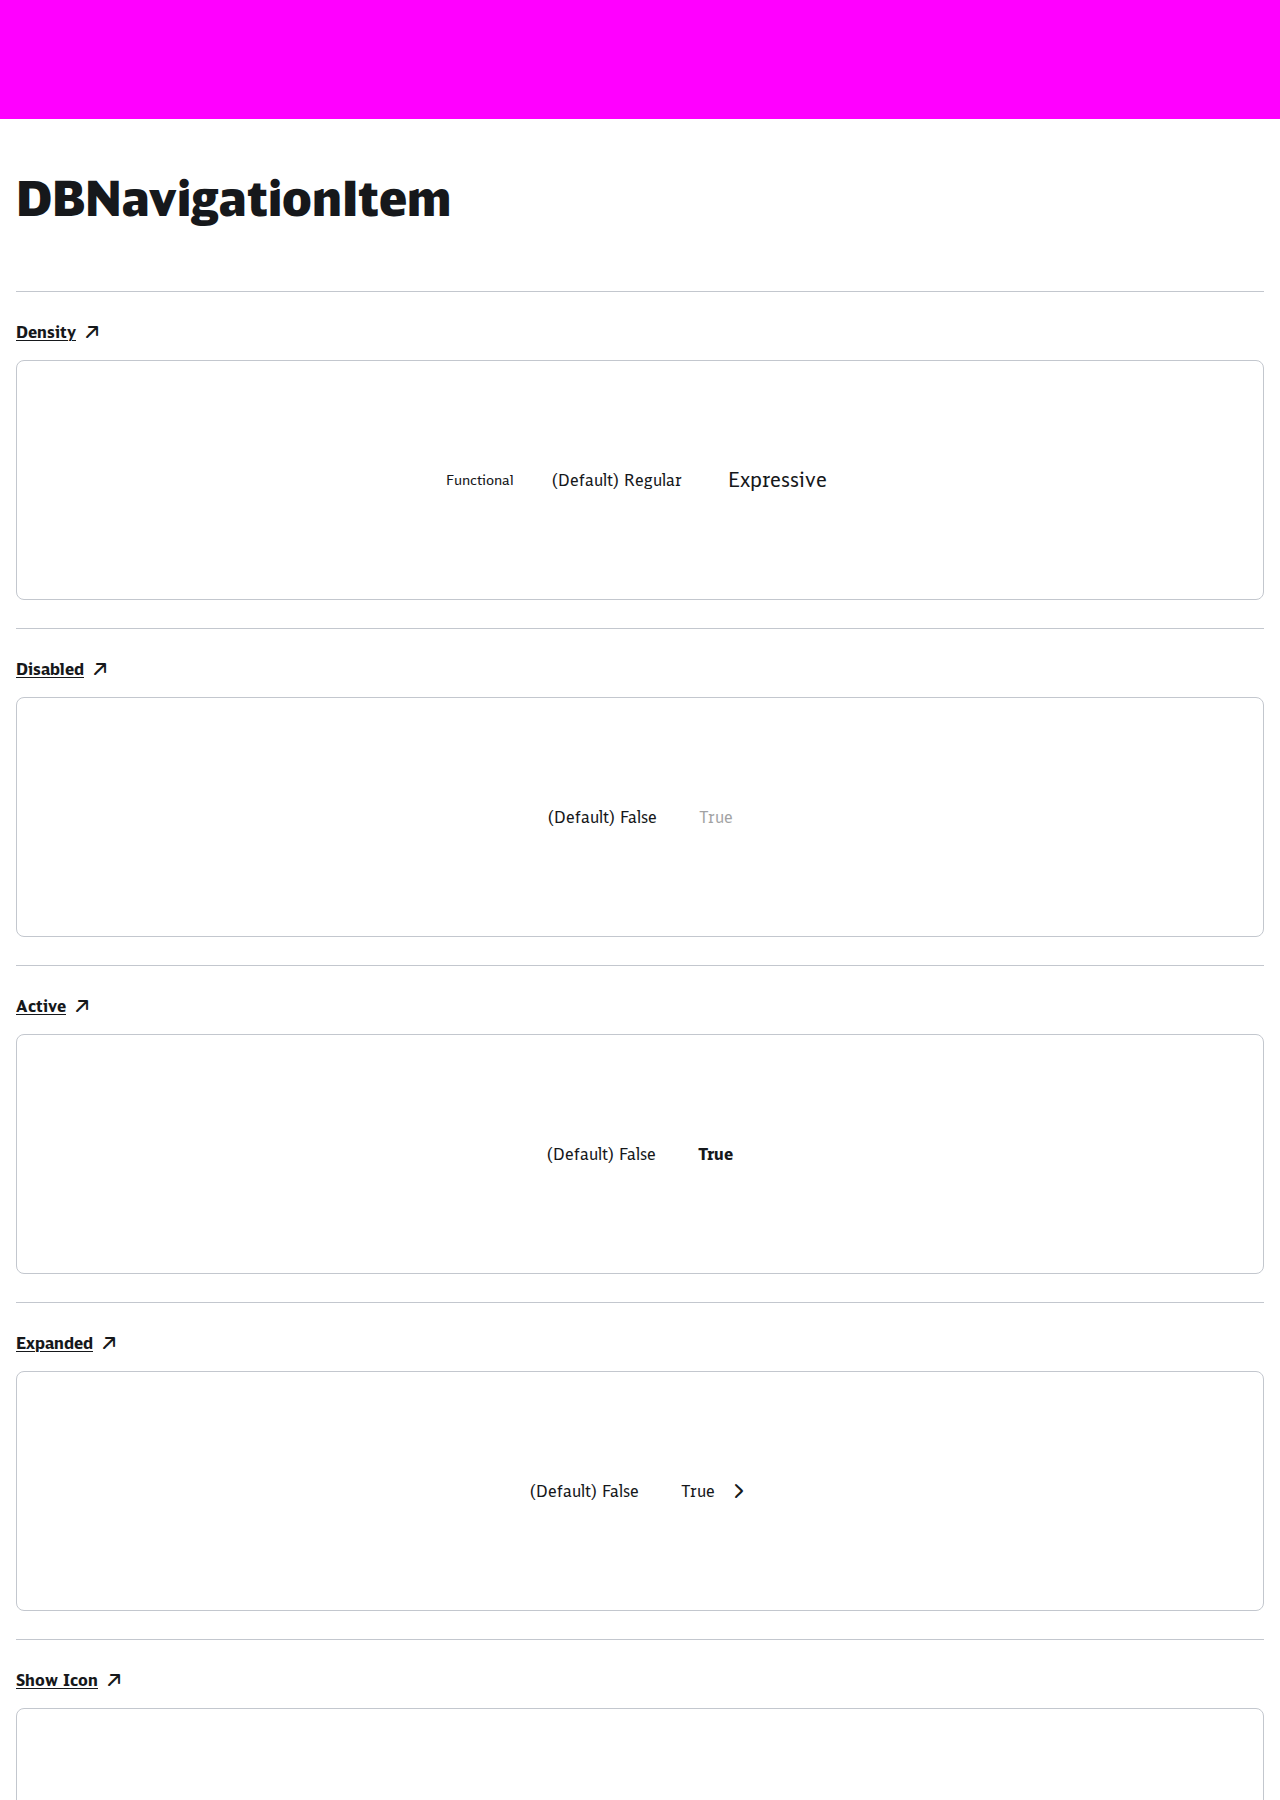 DBNavigationItem
Density
Functional (Default) Regular Expressive
Disabled
(Default) False True
Active
(Default) False True
Expanded
(Default) False True
Show Icon